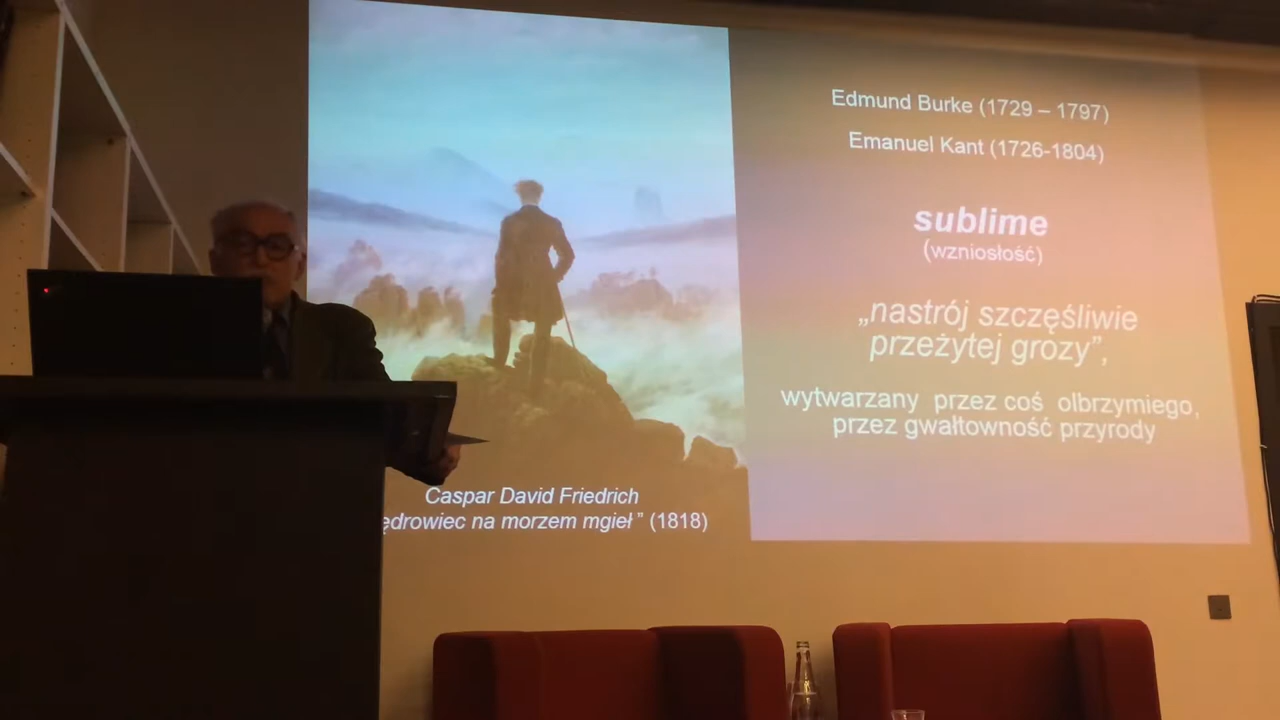 Edmund Burke (1729 – 1797)
Emanuel Kant (1726-1804)
sublime
(wzniosłość)
„nastrój szczęśliwie
przeżytej grozy”,
wytwarzany przez coś olbrzymiego,
przez gwałtowność przyrody
Caspar David Friedrich
ędrowiec na morzem mgieł ” (1818)